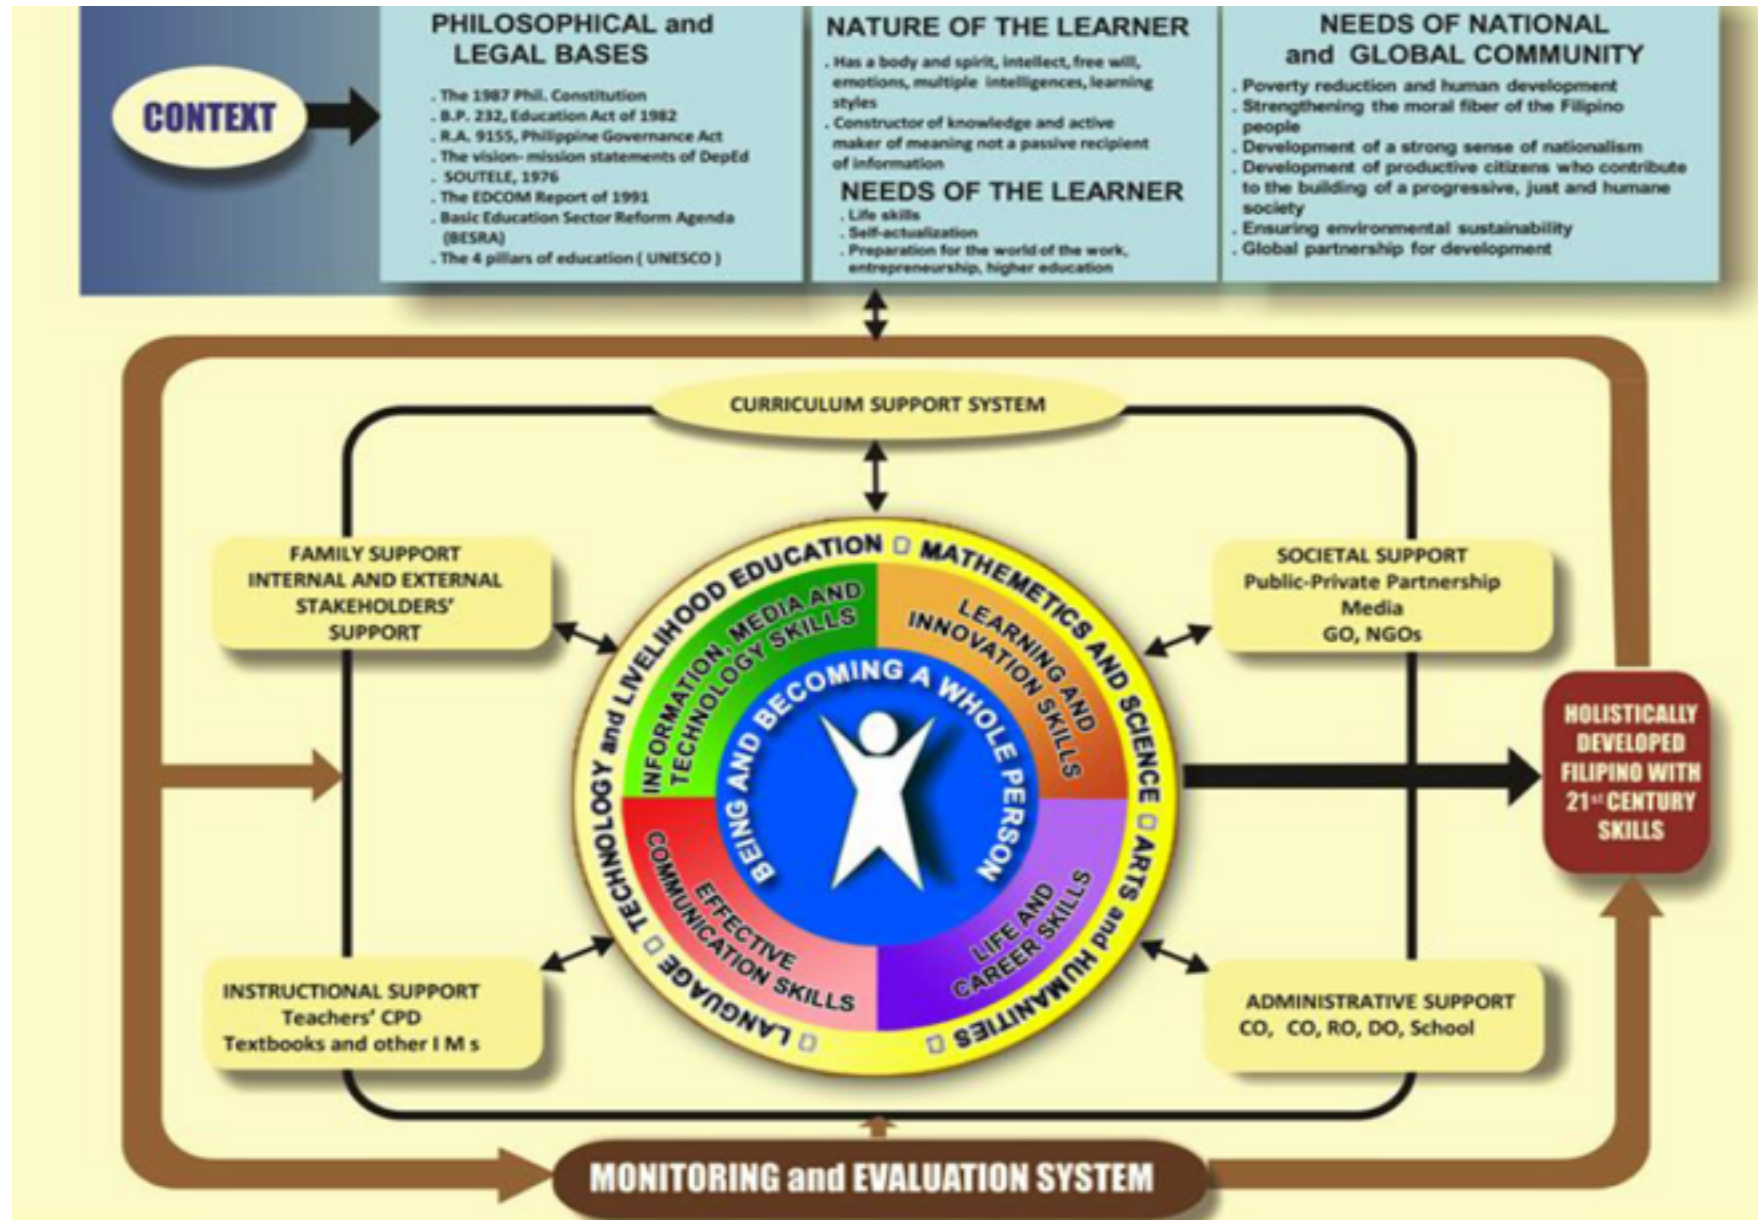 CONTEXT
PHILOSOPHICAL and
LEGAL BASES
. The 1987 Phil. Constitution
. B.P. 232, Education Act of 1982
. R.A. 9155, Philippine Governance Act
. The vision- mission statements of DepEd
. SOUTELE, 1976
. The EDCOM Report of 1991
. Basic Education Sector Reform Agenda
(BESRA)
. The 4 pillars of education ( UNESCO )
NATURE OF THE LEARNER
. Has a body and spirit, intellect, free will,
emotions, multiple intelligences, learning
styles
. Constructor of knowledge and active
maker of meaning not a passive recipient
of information
NEEDS OF THE LEARNER
. Life skills
. Self-actualization
. Preparation for the world of the work,
entrepreneurship, higher education
NEEDS OF NATIONAL
and GLOBAL COMMUNITY
. Poverty reduction and human development
. Strengthening the moral fiber of the Filipino
people
. Development of a strong sense of nationalism
. Development of productive citizens who contribute
to the building of a progressive, just and humane
society
. Ensuring environmental sustainability
. Global partnership for development
CURRICULUM SUPPORT SYSTEM
FAMILY SUPPORT
INTERNAL AND EXTERNAL
STAKEHOLDERS’
SUPPORT
SOCIETAL SUPPORT
Public-Private Partnership
Media
GO, NGOs
TECHNOLOGY and LIVELIHOOD EDUCATION
MATHEMETICS AND SCIENCE
ARTS and HUMANITIES
LANGUAGE
INFORMATION, MEDIA AND
TECHNOLOGY SKILLS
LEARNING AND
INNOVATION SKILLS
BEING AND BECOMING A WHOLE PERSON
EFFECTIVE
COMMUNICATION SKILLS
LIFE AND
CAREER SKILLS
HOLISTICALLY
DEVELOPED
FILIPINO WITH
21st CENTURY
SKILLS
INSTRUCTIONAL SUPPORT
Teachers’ CPD
Textbooks and other I M s
ADMINISTRATIVE SUPPORT
CO, CO, RO, DO, School
MONITORING and EVALUATION SYSTEM